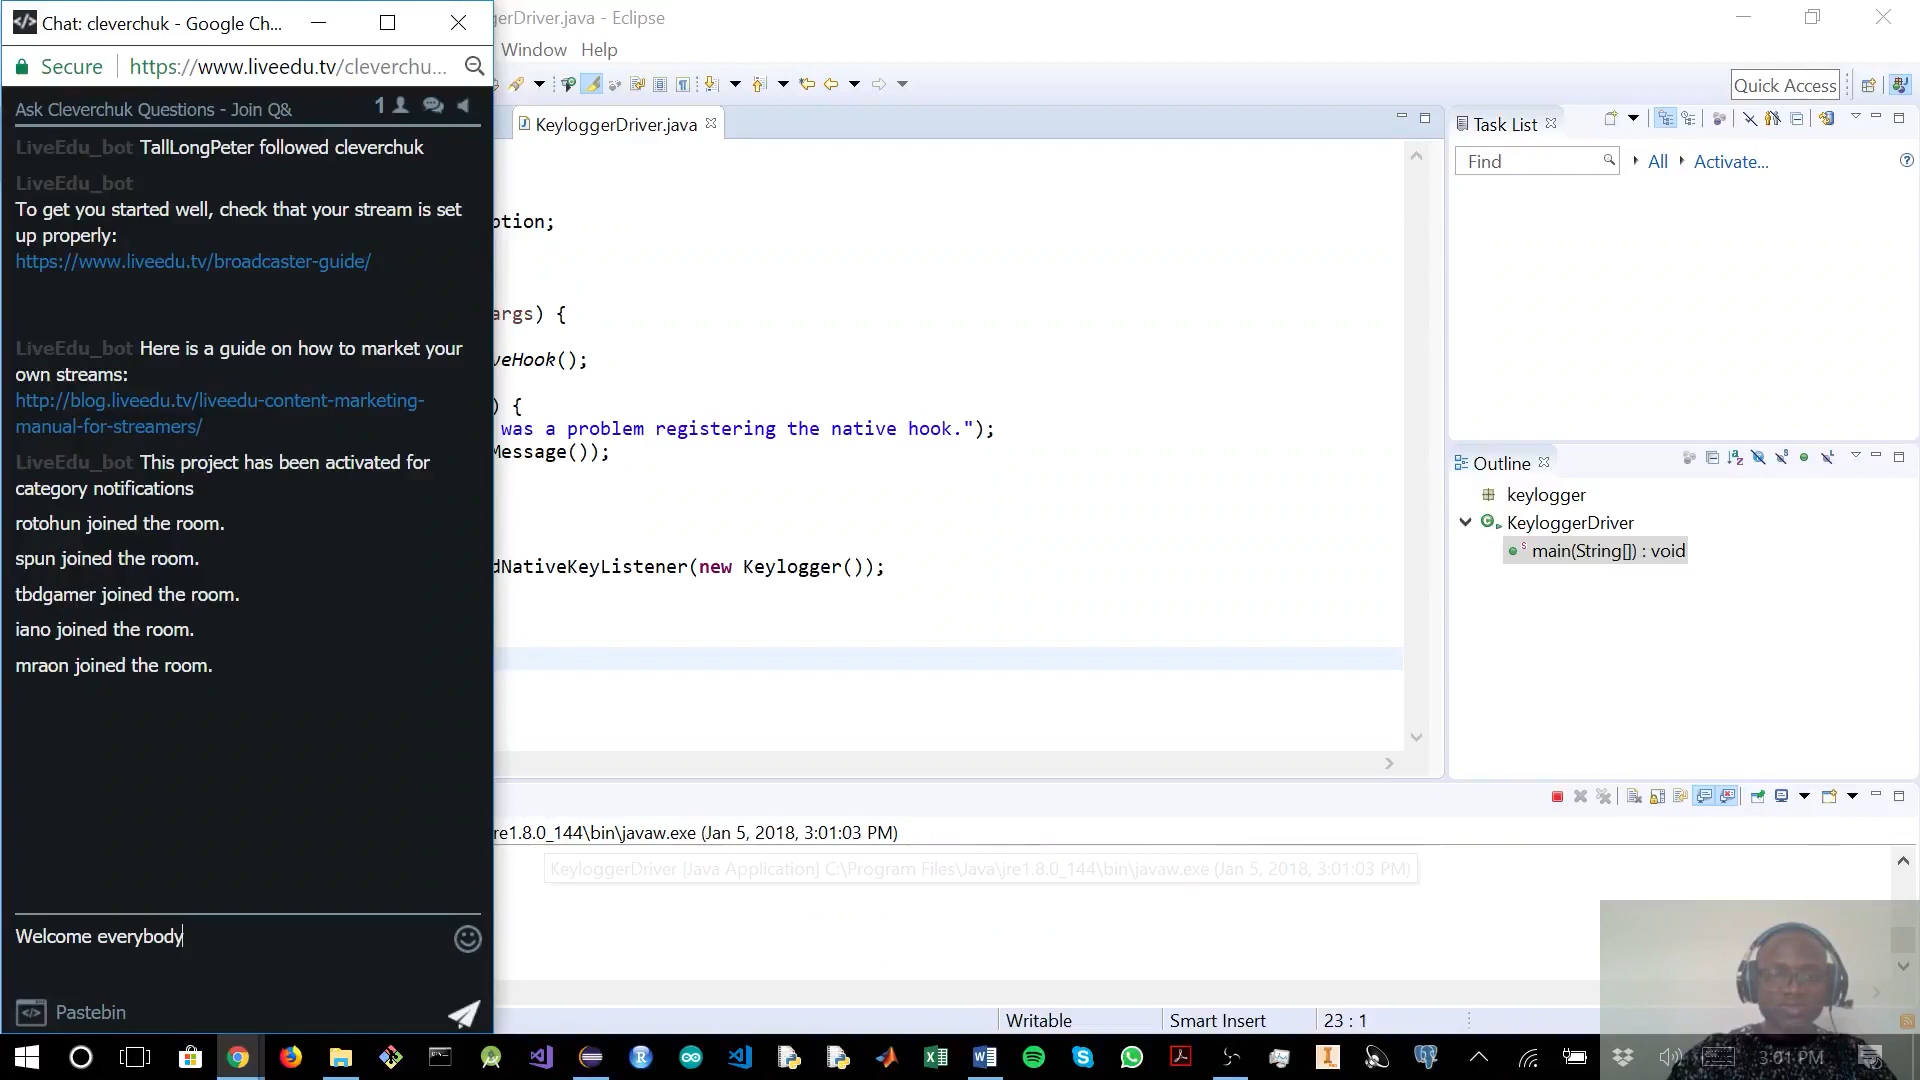 Chat: cleverchuk - Google Ch...
Secure
https://www.liveedu.tv/cleverchu...
Ask Cleverchuk Questions - Join Q&
1
LiveEdu_bot TallLongPeter followed cleverchuk
LiveEdu_bot
To get you started well, check that your stream is set
up properly:
https://www.liveedu.tv/broadcaster-guide/
LiveEdu_bot Here is a guide on how to market your
own streams:
http://blog.liveedu.tv/liveedu-content-marketing-
manual-for-streamers/
LiveEdu_bot This project has been activated for
category notifications
rotohun joined the room.
spun joined the room.
tbdgamer joined the room.
iano joined the room.
mraon joined the room.
Welcome everybody
Pastebin
gerDriver.java - Eclipse
Window Help
Quick Access
KeyloggerDriver.java
ption;
args) {
veHook();
) {
was a problem registering the native hook.");
Message());
dNativeKeyListener(new Keylogger());
Task List
Find
All
Activate...
Outline
keylogger
KeyloggerDriver
main(String[]) : void
re1.8.0_144\bin\javaw.exe (Jan 5, 2018, 3:01:03 PM)
KeyloggerDriver [Java Application] C:\Program Files\Java\jre1.8.0_144\bin\javaw.exe (Jan 5, 2018, 3:01:03 PM)
Writable
Smart Insert
23 : 1
3:01 PM